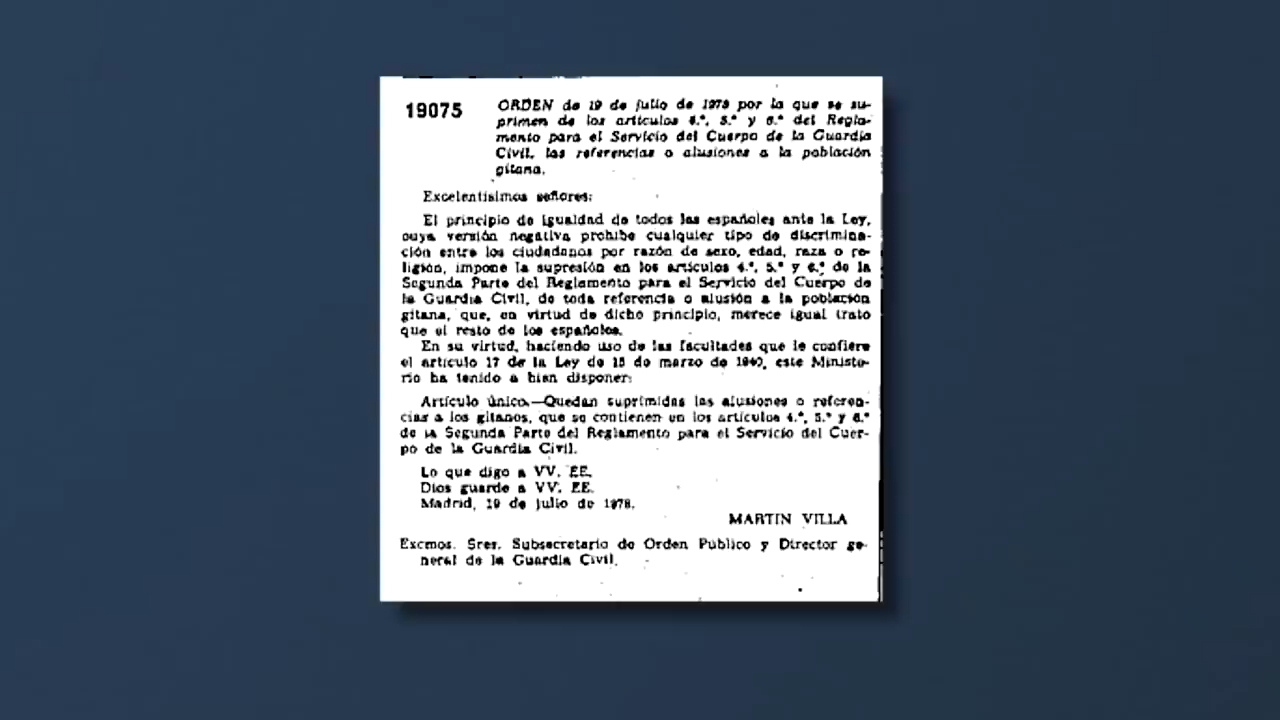 19075
ORDEN de 19 de julio de 1978 por la que se su-
primen de los artículos 4.º, 5.º y 6.º del Regla-
mento para el Servicio del Cuerpo de la Guardia
Civil, las referencias o alusiones a la población
gitana.
Excelentísimos señores:
El principio de igualdad de todos los españoles ante la Ley,
cuya versión negativa prohíbe cualquier tipo de discrimina-
ción entre los ciudadanos por razón de sexo, edad, raza o re-
ligión, impone la supresión en los artículos 4.º, 5.º y 6.º de la
Segunda Parte del Reglamento para el Servicio del Cuerpo de
la Guardia Civil, de toda referencia o alusión a la población
gitana, que, en virtud de dicho principio, merece igual trato
que el resto de los españoles.
En su virtud, haciendo uso de las facultades que le confiere
el artículo 17 de la Ley de 15 de marzo de 1940, este Ministe-
rio ha tenido a bien disponer:
Artículo único.—Quedan suprimidas las alusiones o referen-
cias a los gitanos, que se contienen en los artículos 4.º, 5.º y 6.º
de la Segunda Parte del Reglamento para el Servicio del Cuer-
po de la Guardia Civil.
Lo que digo a VV. EE.
Dios guarde a VV. EE.
Madrid, 19 de julio de 1978.
MARTIN VILLA
Excmos. Sres. Subsecretario de Orden Público y Director ge-
neral de la Guardia Civil.